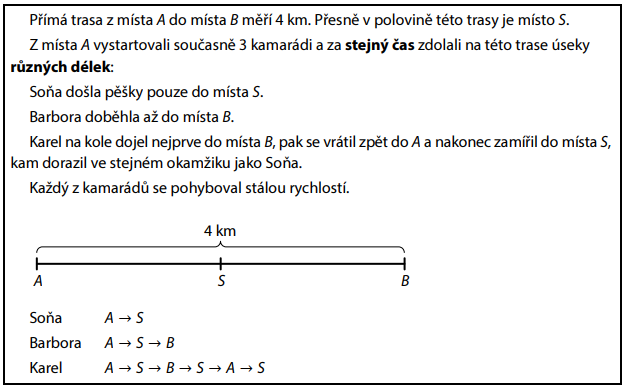 Přímá trasa z místa A do místa B měří 4 km. Přesně v polovině této trasy je místo S.
Z místa A vystartovali současně 3 kamarádi a za stejný čas zdolali na této trase úseky
různých délek:
Soňa došla pěšky pouze do místa S.
Barbora doběhla až do místa B.
Karel na kole dojel nejprve do místa B, pak se vrátil zpět do A a nakonec zamířil do místa S,
kam dorazil ve stejném okamžiku jako Soňa.
Každý z kamarádů se pohyboval stálou rychlostí.
4 km
A S B
Soňa A → S
Barbora A → S → B
Karel A → S → B → S → A → S